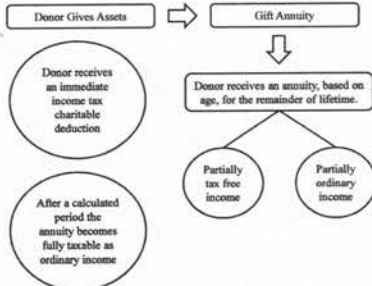 Donor Gives Assets
Gift Annuity
Donor receives
an immediate
income tax
charitable
deduction
Donor receives an annuity, based on
age, for the remainder of lifetime.
Partially
tax free
income
Partially
ordinary
income
After a calculated
period the
annuity becomes
fully taxable as
ordinary income